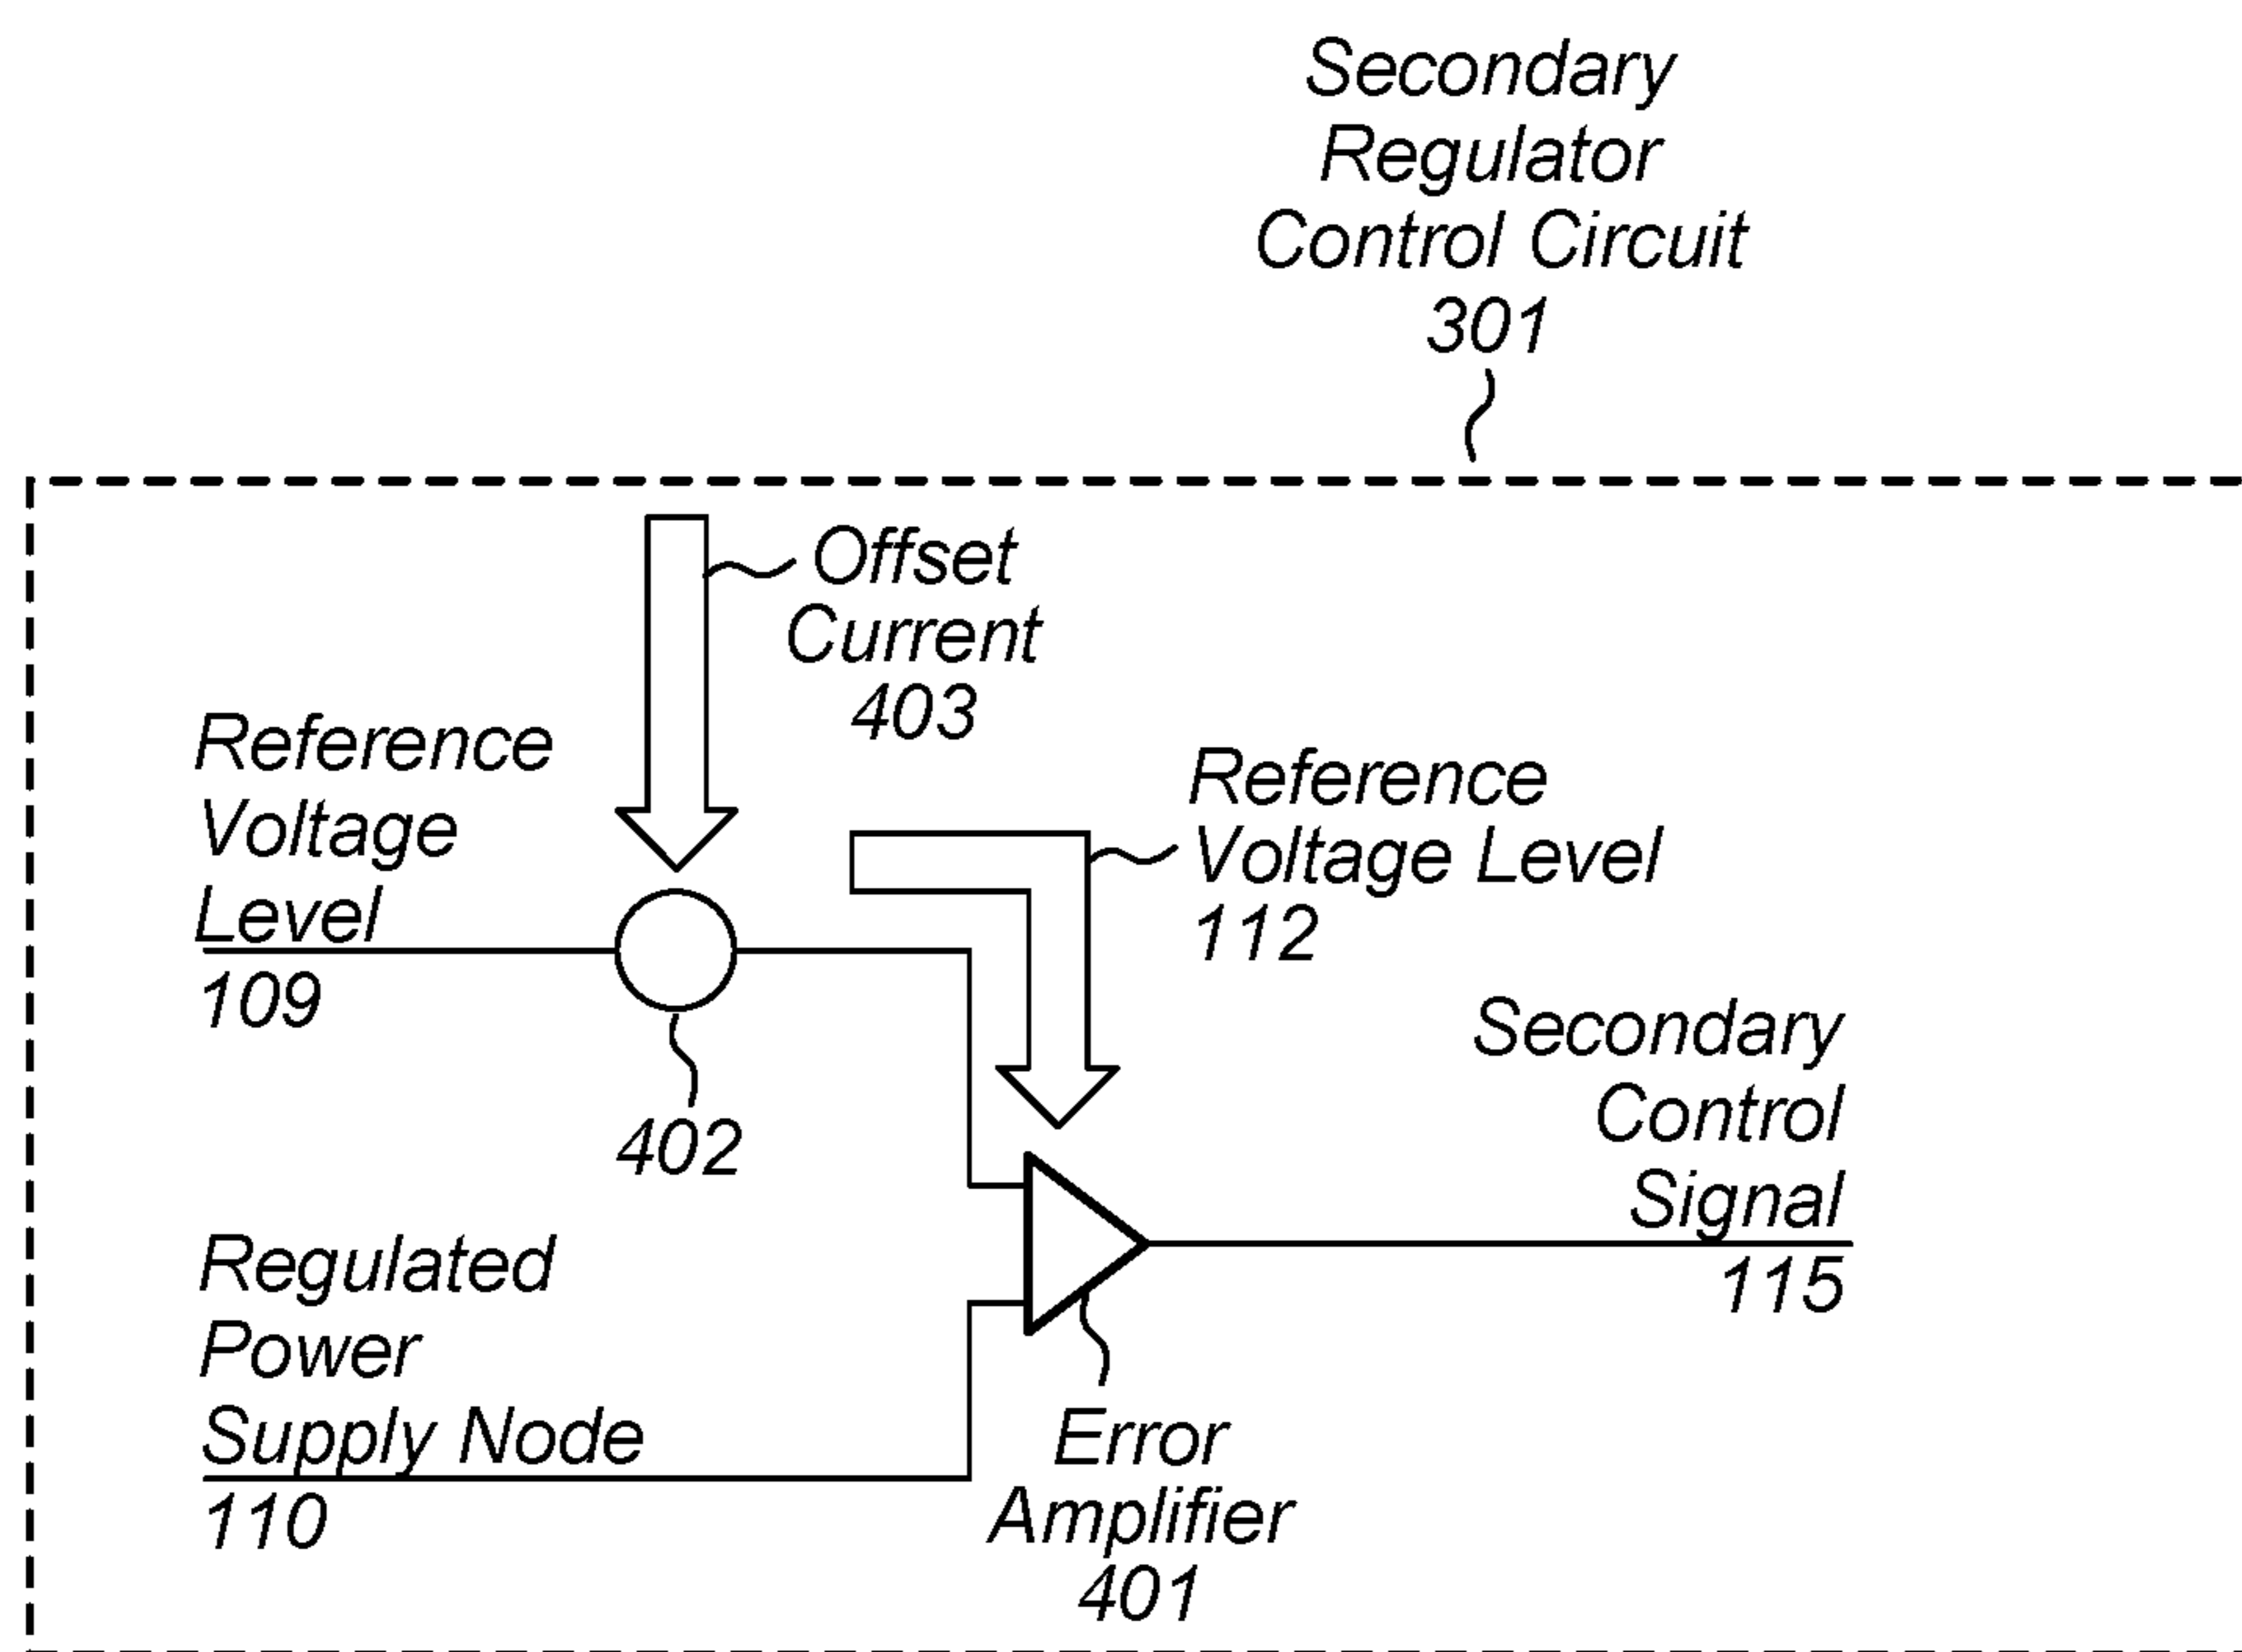 Secondary
Regulator
Control Circuit
301
Offset
Current
403
Reference
Voltage
Level
109
Reference
Voltage Level
112
402
Secondary
Control
Signal
115
Regulated
Power
Supply Node
110
Error
Amplifier
401